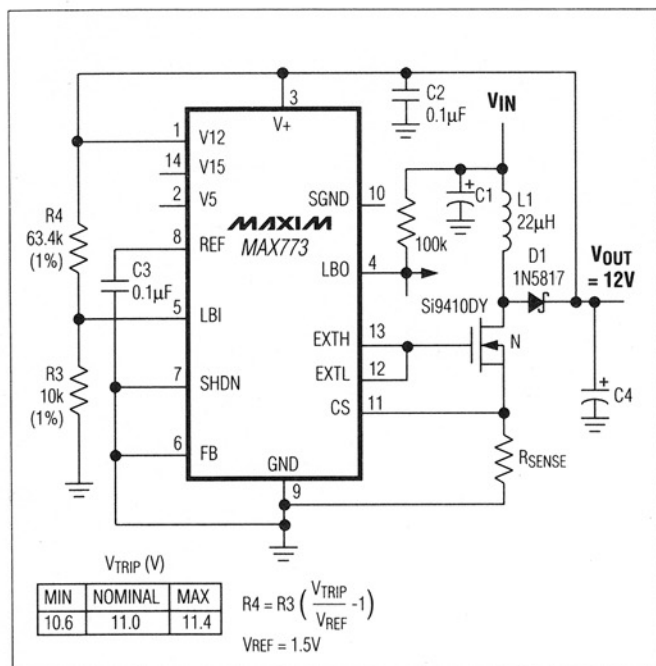 3
V+
C2
0.1µF
VIN
1
V12
14
V15
2
V5
SGND
10
C1
L1
22µH
R4
63.4k
(1%)
MAXIM
MAX773
100k
8
REF
C3
0.1µF
LBO
4
D1
1N5817
VOUT
= 12V
5
LBI
Si9410DY
EXTH
13
N
EXTL
12
R3
10k
(1%)
7
SHDN
CS
11
C4
6
FB
RSENSE
GND
9
VTRIP (V)
MIN NOMINAL MAX
10.6 11.0 11.4
R4 = R3 ( VTRIP / VREF -1 )
VREF = 1.5V